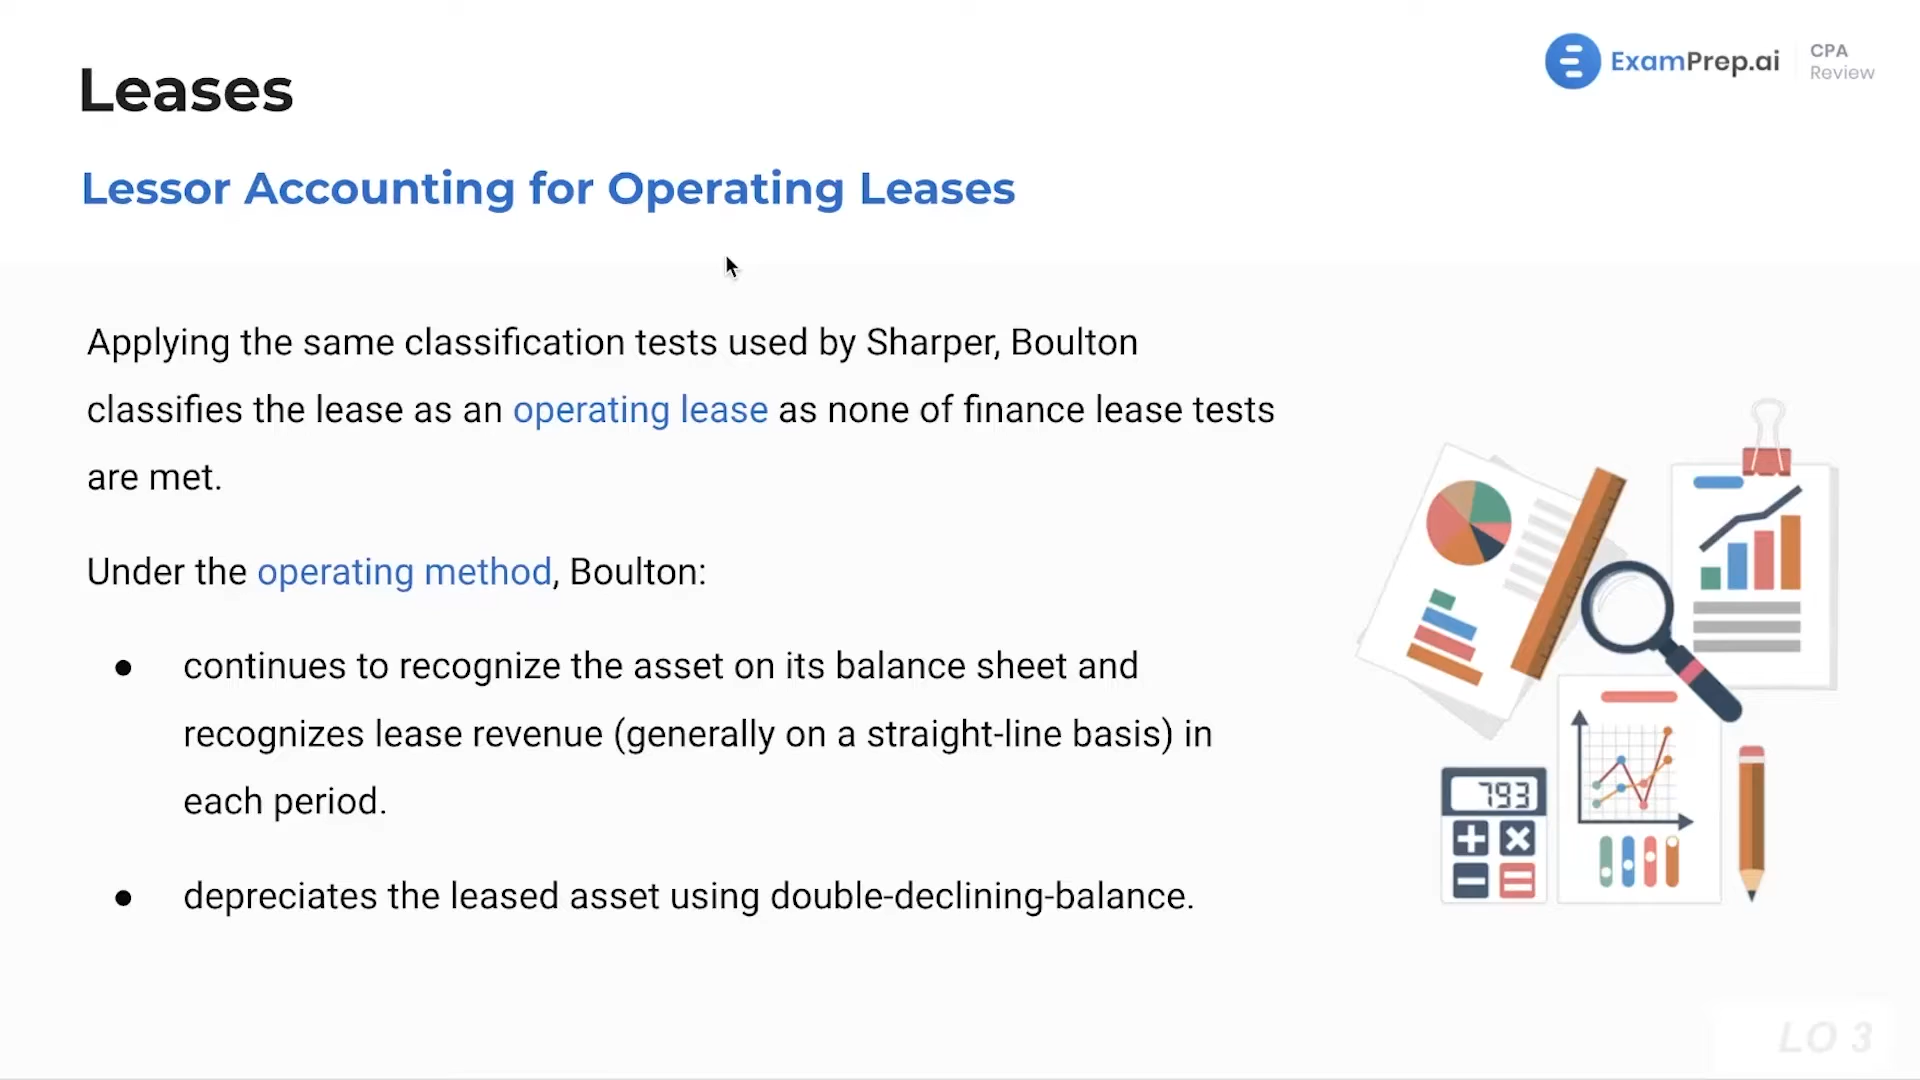 Leases
ExamPrep.ai
CPA
Review
Lessor Accounting for Operating Leases
Applying the same classification tests used by Sharper, Boulton
classifies the lease as an operating lease as none of finance lease tests
are met.
Under the operating method, Boulton:
● continues to recognize the asset on its balance sheet and
recognizes lease revenue (generally on a straight-line basis) in
each period.
● depreciates the leased asset using double-declining-balance.
793
LO 3